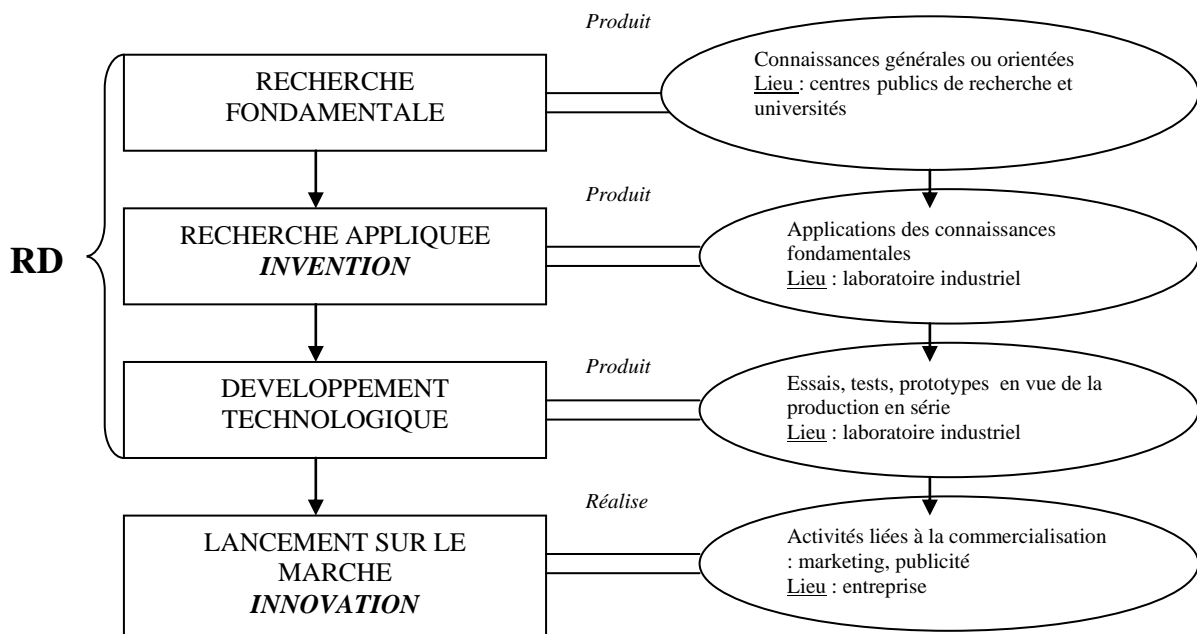 Produit
RECHERCHE
FONDAMENTALE
Connaissances générales ou orientées
Lieu : centres publics de recherche et
universités
Produit
RD
RECHERCHE APPLIQUEE
INVENTION
Applications des connaissances
fondamentales
Lieu : laboratoire industriel
Produit
DEVELOPPEMENT
TECHNOLOGIQUE
Essais, tests, prototypes en vue de la
production en série
Lieu : laboratoire industriel
Réalise
LANCEMENT SUR LE
MARCHE
INNOVATION
Activités liées à la commercialisation
: marketing, publicité
Lieu : entreprise